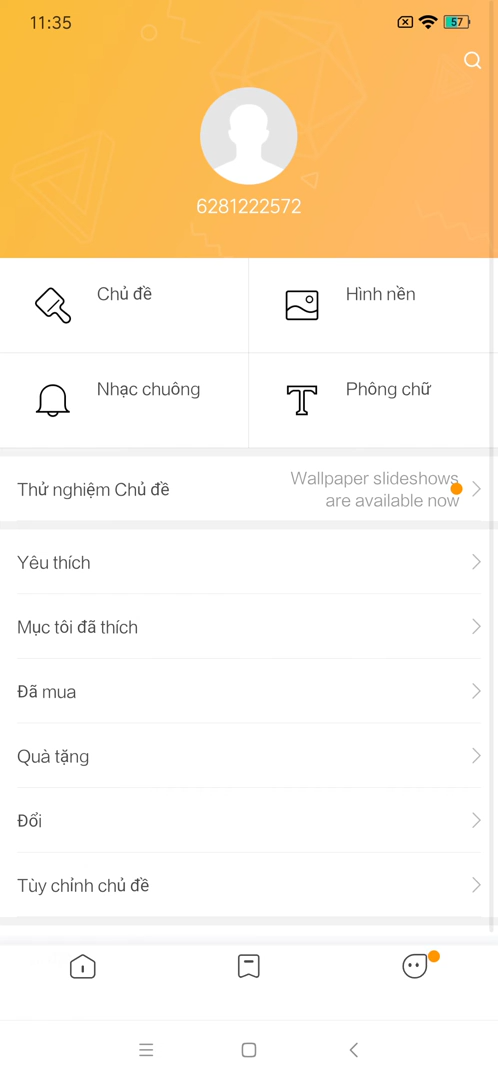 11:35
57
6281222572
Chủ đề
Hình nền
Nhạc chuông
Phông chữ
Thử nghiệm Chủ đề
Wallpaper slideshows
are available now
Yêu thích
Mục tôi đã thích
Đã mua
Quà tặng
Đổi
Tùy chỉnh chủ đề